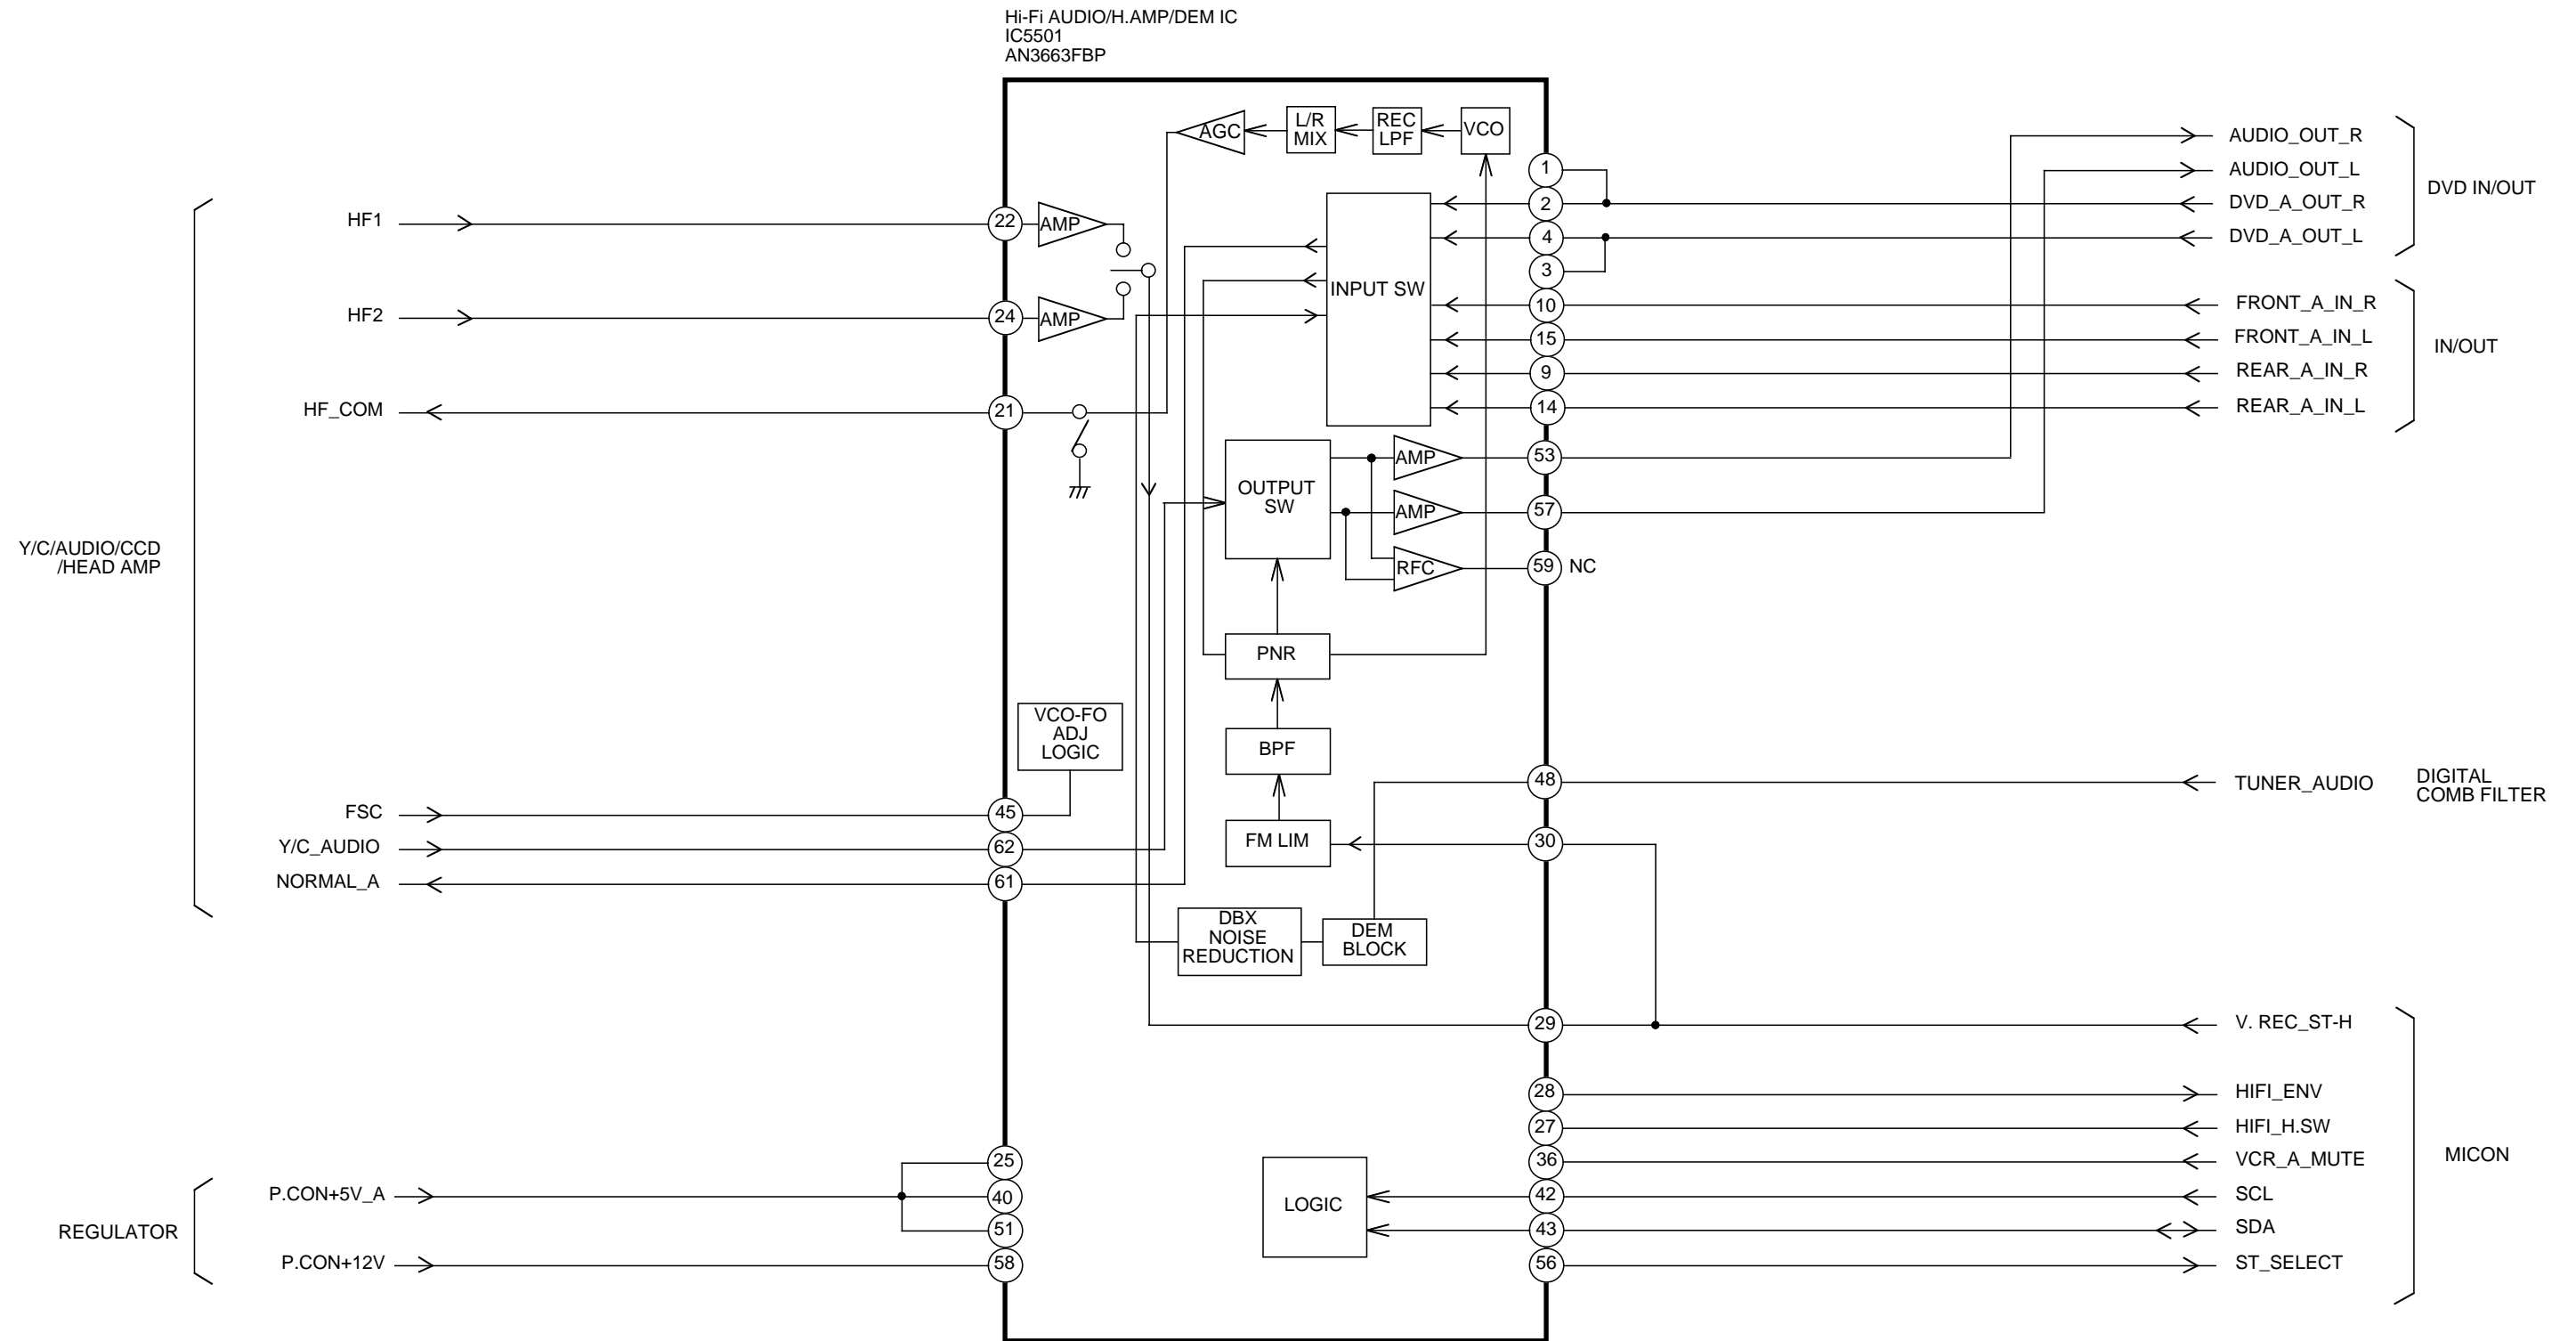 Hi-Fi AUDIO/H.AMP/DEM IC
IC5501
AN3663FBP
AGC
L/R
MIX
REC
LPF
VCO
1
2
4
3
10
15
9
14
53
57
59
NC
AUDIO_OUT_R
AUDIO_OUT_L
DVD_A_OUT_R
DVD_A_OUT_L
DVD IN/OUT
FRONT_A_IN_R
FRONT_A_IN_L
REAR_A_IN_R
REAR_A_IN_L
IN/OUT
HF1
22
AMP
HF2
24
AMP
HF_COM
21
INPUT SW
OUTPUT
SW
AMP
AMP
RFC
Y/C/AUDIO/CCD
/HEAD AMP
PNR
VCO-FO
ADJ
LOGIC
BPF
FM LIM
FSC
45
Y/C_AUDIO
62
NORMAL_A
61
DBX
NOISE
REDUCTION
DEM
BLOCK
48
TUNER_AUDIO
DIGITAL
COMB FILTER
30
29
V. REC_ST-H
28
HIFI_ENV
27
HIFI_H.SW
36
VCR_A_MUTE
42
SCL
43
SDA
56
ST_SELECT
MICON
LOGIC
25
P.CON+5V_A
40
51
P.CON+12V
58
REGULATOR